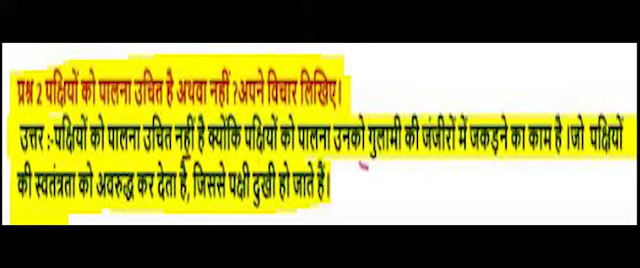 प्रश्न 2 पक्षियों को पालना उचित है अथवा नहीं ?अपने विचार लिखिए।
उत्तर :-पक्षियों को पालना उचित नहीं है क्योंकि पक्षियों को पालना उनको गुलामी की जंजीरों में जकड़ने का काम है ।जो पक्षियों
की स्वतंत्रता को अवरुद्ध कर देता है, जिससे पक्षी दुखी हो जाते हैं।